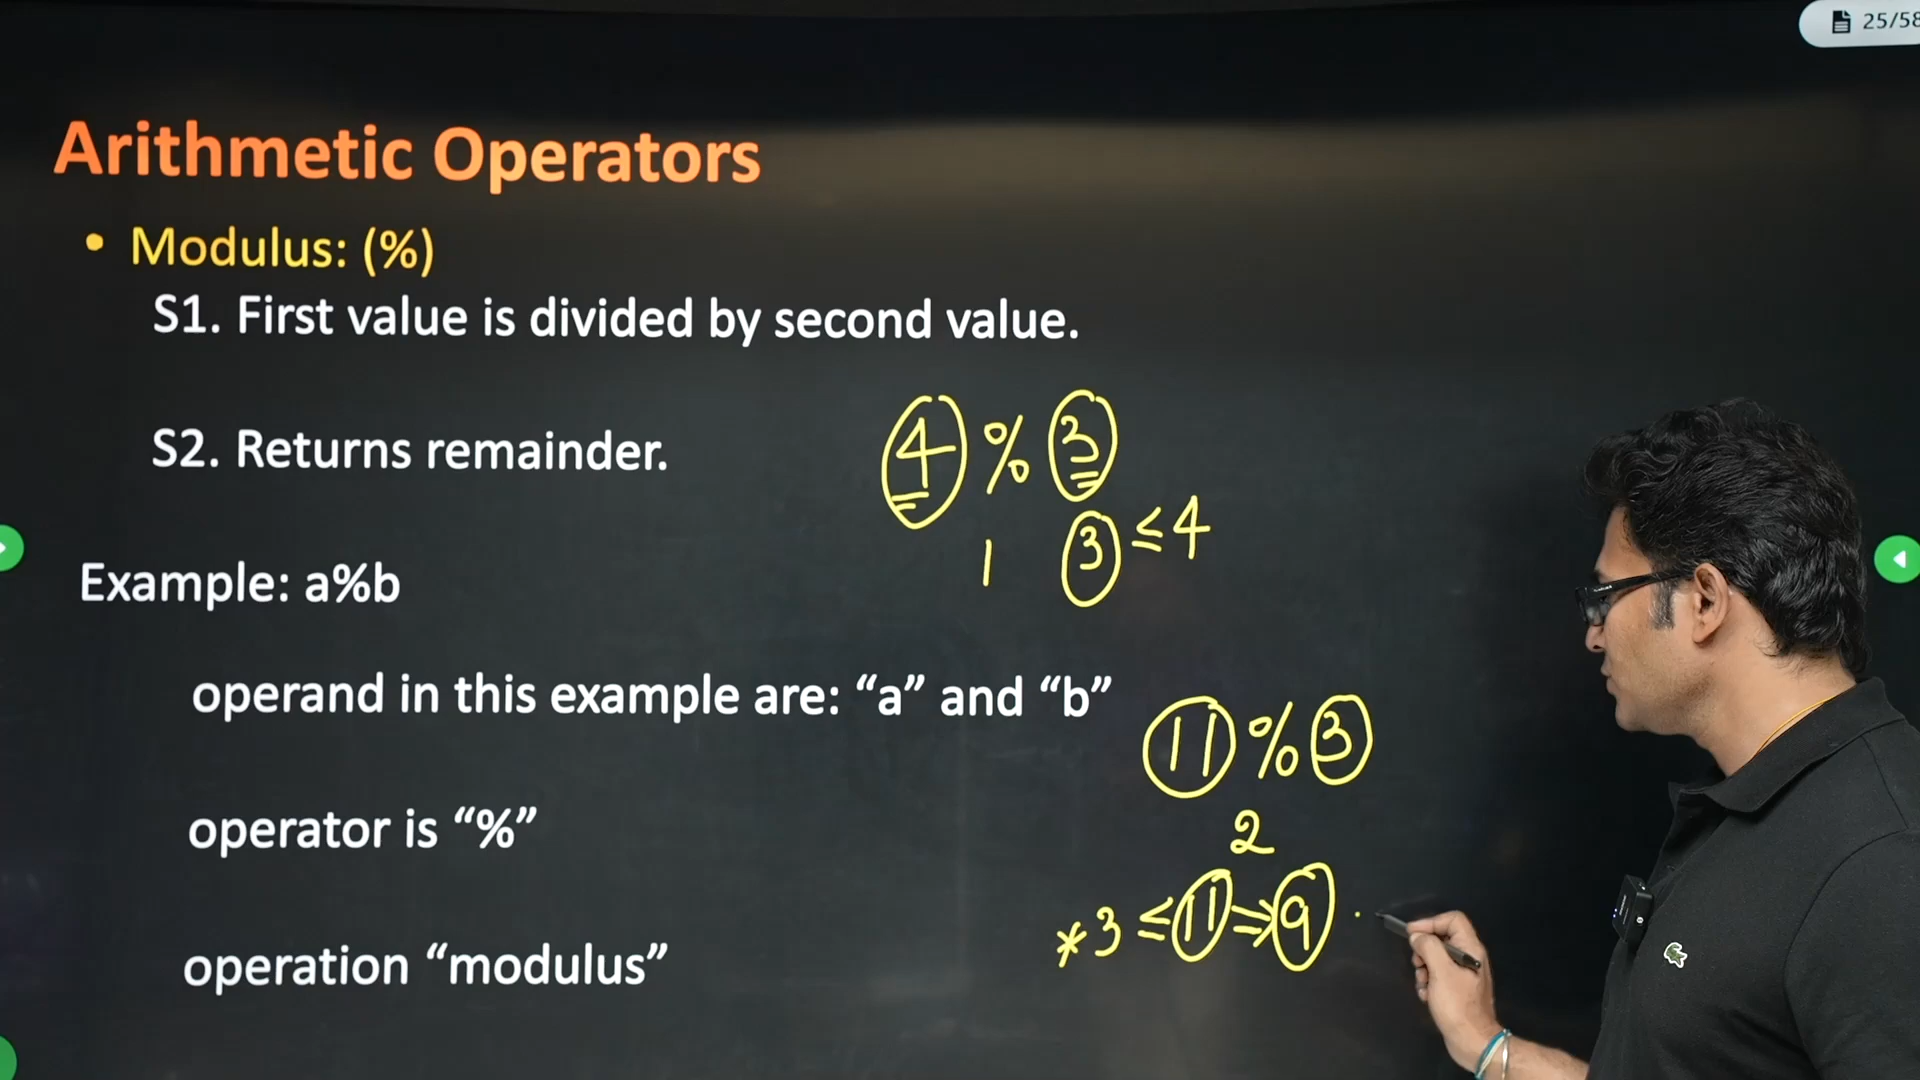 25/58
Arithmetic Operators
• Modulus: (%)
S1. First value is divided by second value.
S2. Returns remainder.
4 % 3
1 3 ≤ 4
Example: a%b
operand in this example are: “a” and “b”
11 % 3
2
operator is “%”
*3 ≤ 11 ⇒ 9
operation “modulus”